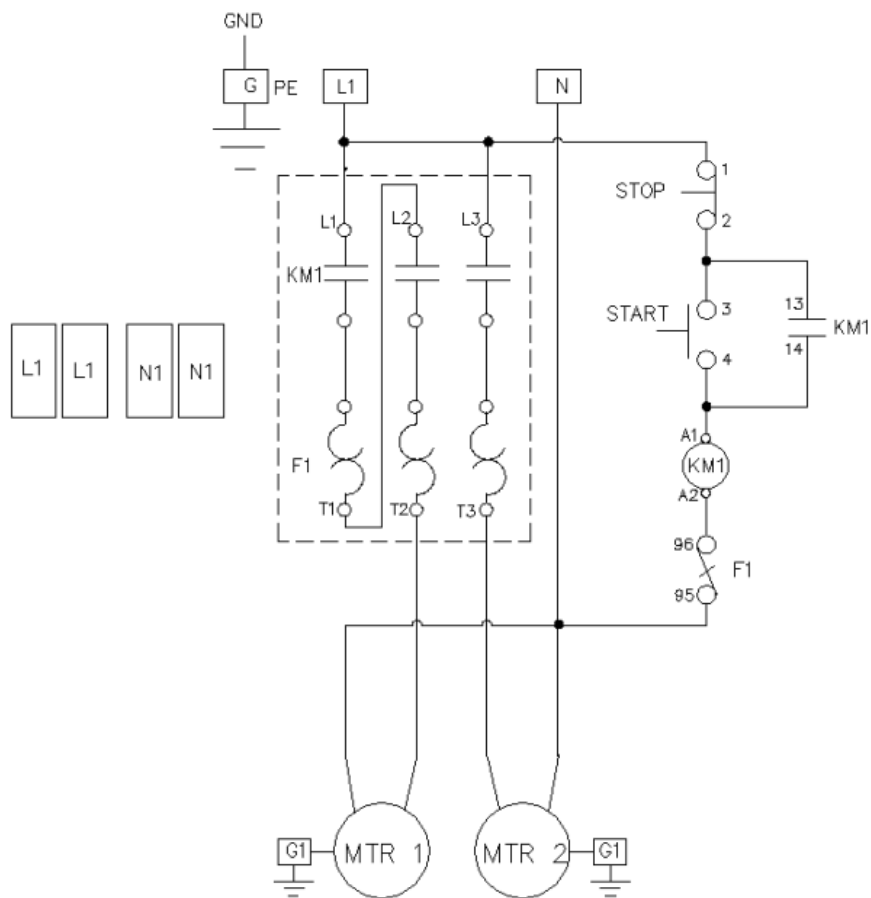 GND
G PE L1 N
1
STOP
2
L1 L2 L3
KM1
START 3 13 KM1
4 14
L1 L1 N1 N1
A1
KM1
A2
F1
T1 T2 T3
96
F1
95
G1 MTR 1 MTR 2 G1